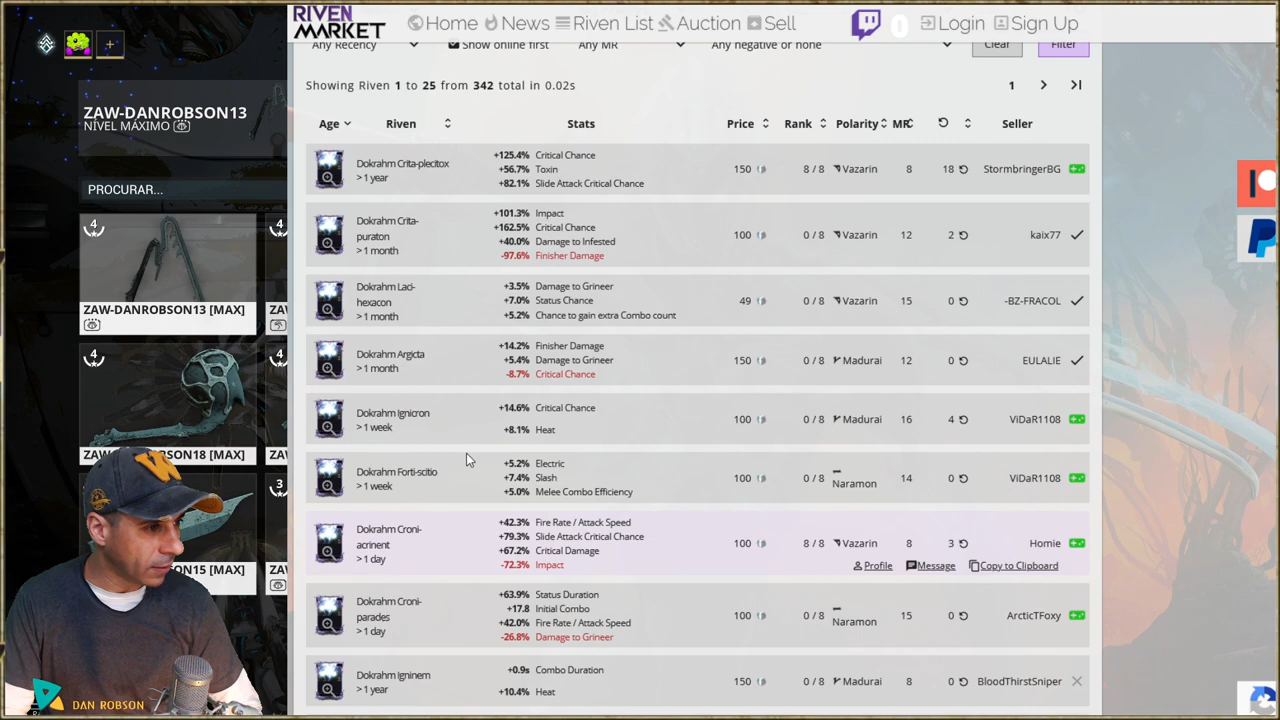 RIVEN
MARKET
Home News Riven List Auction Sell 0 Login Sign Up
Any Recency Show online first Any MR Any negative or none Clear Filter
Showing Riven 1 to 25 from 342 total in 0.02s 1
Age Riven Stats Price Rank Polarity MR Seller
Dokrahm Crita-plecitox
> 1 year
+125.4% Critical Chance
+56.7% Toxin
+82.1% Slide Attack Critical Chance
150 8 / 8 Vazarin 8 18 StormbringerBG
Dokrahm Crita-
puraton
> 1 month
+101.3% Impact
+162.5% Critical Chance
+40.0% Damage to Infested
-97.6% Finisher Damage
100 0 / 8 Vazarin 12 2 kaix77
Dokrahm Laci-
hexacon
> 1 month
+3.5% Damage to Grineer
+7.0% Status Chance
+5.2% Chance to gain extra Combo count
49 0 / 8 Vazarin 15 0 -BZ-FRACOL
Dokrahm Argicta
> 1 month
+14.2% Finisher Damage
+5.4% Damage to Grineer
-8.7% Critical Chance
150 0 / 8 Madurai 12 0 EULALIE
Dokrahm Ignicron
> 1 week
+14.6% Critical Chance
+8.1% Heat
100 0 / 8 Madurai 16 4 ViDaR1108
Dokrahm Forti-scitio
> 1 week
+5.2% Electric
+7.4% Slash
+5.0% Melee Combo Efficiency
100 0 / 8 Naramon 14 0 ViDaR1108
Dokrahm Croni-
acrinent
> 1 day
+42.3% Fire Rate / Attack Speed
+79.3% Slide Attack Critical Chance
+67.2% Critical Damage
-72.3% Impact
100 8 / 8 Vazarin 8 3 Homie
Profile Message Copy to Clipboard
Dokrahm Croni-
parades
> 1 day
+63.9% Status Duration
+17.8 Initial Combo
+42.0% Fire Rate / Attack Speed
-26.8% Damage to Grineer
100 0 / 8 Naramon 15 0 ArcticTFoxy
Dokrahm Igninem
> 1 year
+0.9s Combo Duration
+10.4% Heat
150 0 / 8 Madurai 8 0 BloodThirstSniper
ZAW-DANROBSON13
NÍVEL MÁXIMO
PROCURAR...
4 4
ZAW-DANROBSON13 [MAX]
4 4
ZAW-DANROBSON18 [MAX]
3
DAN ROBSON